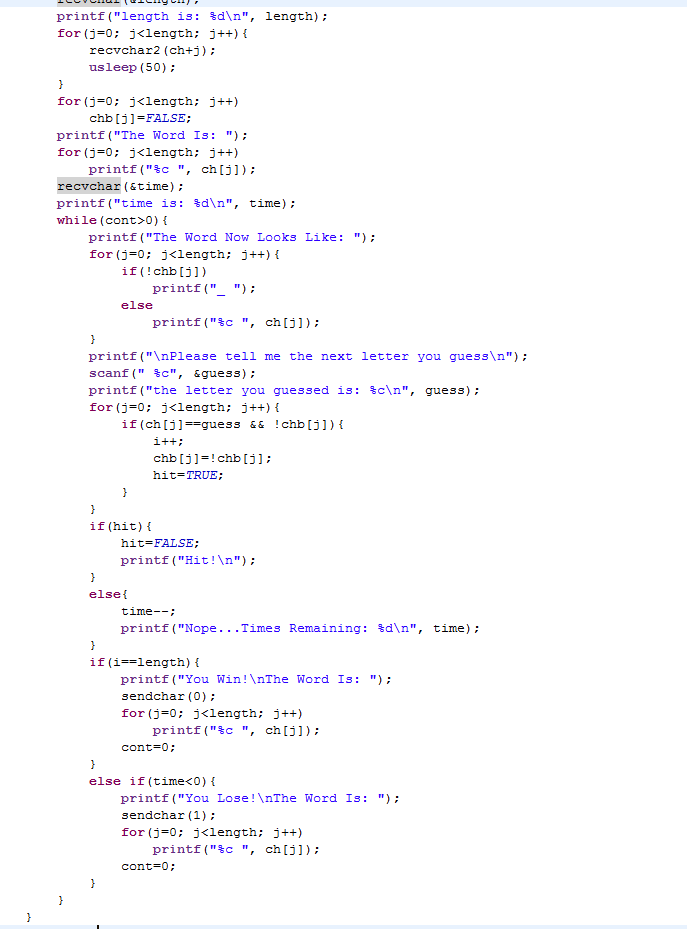 printf("length is: %d\n", length);
for(j=0; j<length; j++){
recvchar2(ch+j);
usleep(50);
}
for(j=0; j<length; j++)
chb[j]=FALSE;
printf("The Word Is: ");
for(j=0; j<length; j++)
printf("%c ", ch[j]);
recvchar(&time);
printf("time is: %d\n", time);
while(cont>0){
printf("The Word Now Looks Like: ");
for(j=0; j<length; j++){
if(!chb[j])
printf("_ ");
else
printf("%c ", ch[j]);
}
printf("\nPlease tell me the next letter you guess\n");
scanf(" %c", &guess);
printf("the letter you guessed is: %c\n", guess);
for(j=0; j<length; j++){
if(ch[j]==guess && !chb[j]){
i++;
chb[j]=!chb[j];
hit=TRUE;
}
}
if(hit){
hit=FALSE;
printf("Hit!\n");
}
else{
time--;
printf("Nope...Times Remaining: %d\n", time);
}
if(i==length){
printf("You Win!\nThe Word Is: ");
sendchar(0);
for(j=0; j<length; j++)
printf("%c ", ch[j]);
cont=0;
}
else if(time<0){
printf("You Lose!\nThe Word Is: ");
sendchar(1);
for(j=0; j<length; j++)
printf("%c ", ch[j]);
cont=0;
}
}
}